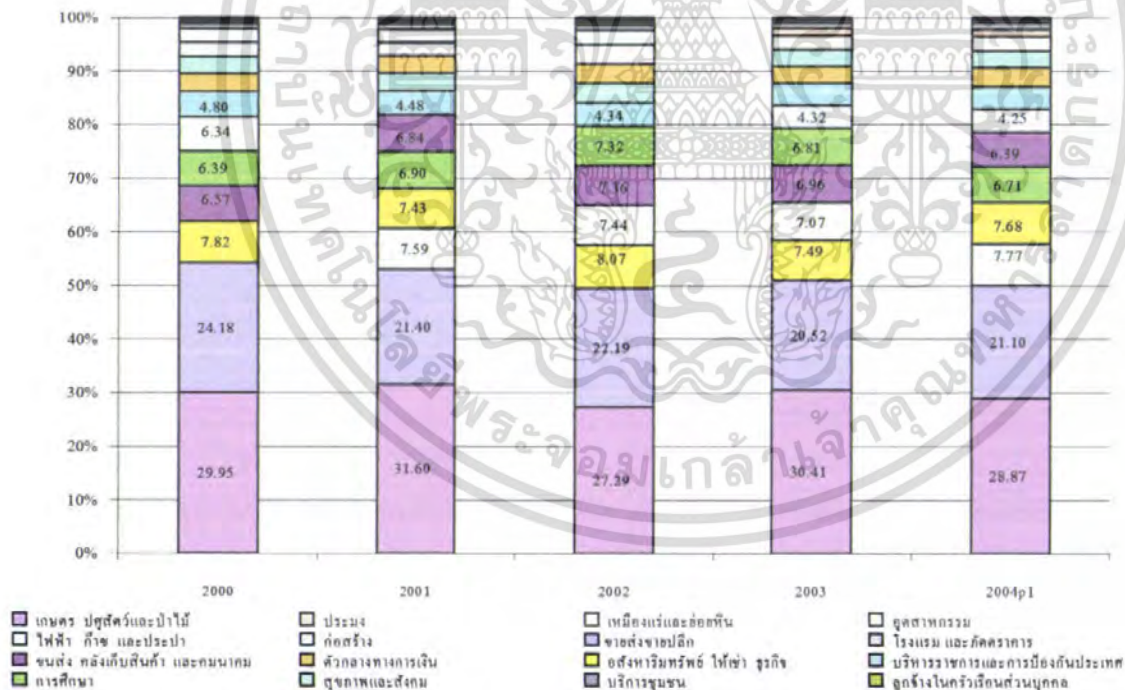 100%
90%
80%
70%
60%
50%
40%
30%
20%
10%
0%
4.80 4.48 4.34 4.32 4.25
6.34 6.84 7.32 6.81 6.39
6.39 6.90 7.36 6.96 6.71
6.57 7.43 7.44 7.07 7.68
7.82 7.59 8.07 7.49 7.77
24.18 21.40 22.19 20.52 21.10
29.95 31.60 27.29 30.41 28.87
2000 2001 2002 2003 2004p1
เกษตร ปศุสัตว์และป่าไม้ ประมง เหมืองแร่และย่อยหิน อุตสาหกรรม
ไฟฟ้า ก๊าซ และประปา ก่อสร้าง ขายส่งขายปลีก โรงแรม และภัตตาคาร
ขนส่ง คลังเก็บสินค้า และคมนาคม ตัวกลางทางการเงิน อสังหาริมทรัพย์ ให้เช่า ธุรกิจ บริหารราชการและการป้องกันประเทศ
การศึกษา สุขภาพและสังคม บริการชุมชน ลูกจ้างในครัวเรือนส่วนบุคคล